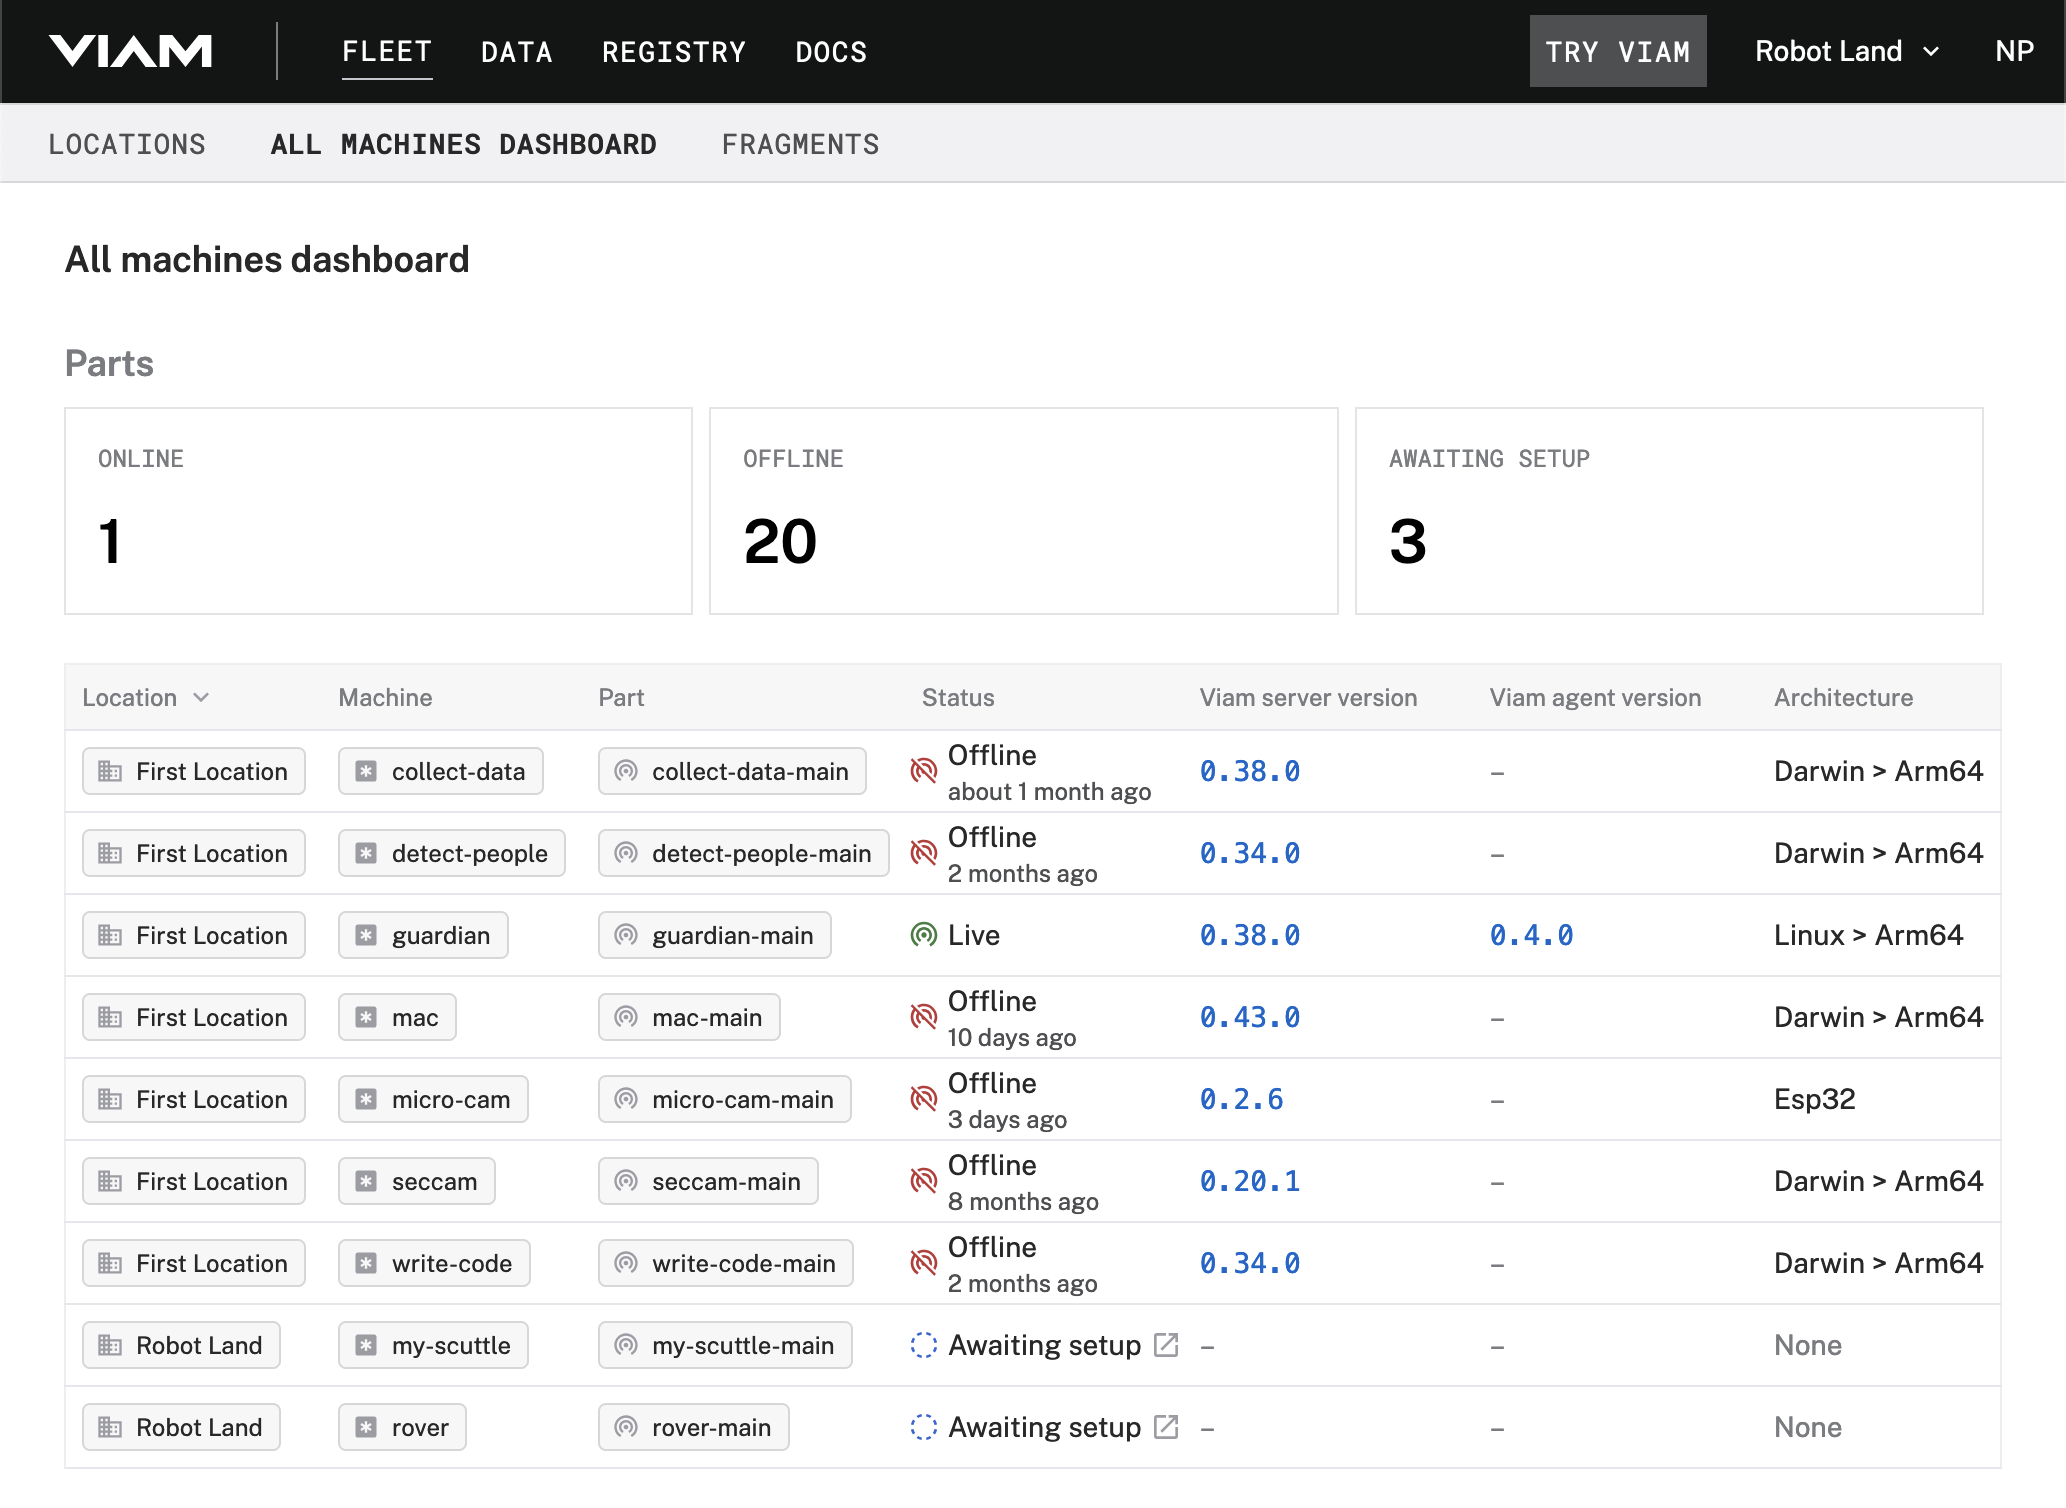 VIAM FLEET DATA REGISTRY DOCS TRY VIAM Robot Land NP
LOCATIONS ALL MACHINES DASHBOARD FRAGMENTS
All machines dashboard
Parts
ONLINE OFFLINE AWAITING SETUP
1 20 3
Location Machine Part Status Viam server version Viam agent version Architecture
First Location collect-data collect-data-main Offline 0.38.0 – Darwin > Arm64
about 1 month ago
First Location detect-people detect-people-main Offline 0.34.0 – Darwin > Arm64
2 months ago
First Location guardian guardian-main Live 0.38.0 0.4.0 Linux > Arm64
First Location mac mac-main Offline 0.43.0 – Darwin > Arm64
10 days ago
First Location micro-cam micro-cam-main Offline 0.2.6 – Esp32
3 days ago
First Location seccam seccam-main Offline 0.20.1 – Darwin > Arm64
8 months ago
First Location write-code write-code-main Offline 0.34.0 – Darwin > Arm64
2 months ago
Robot Land my-scuttle my-scuttle-main Awaiting setup – – None
Robot Land rover rover-main Awaiting setup – – None